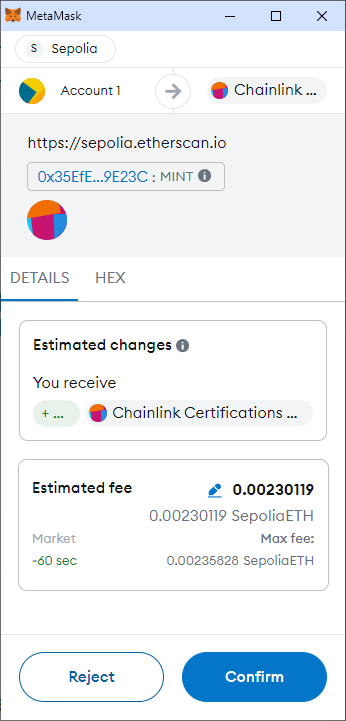 MetaMask
S Sepolia
Account 1
Chainlink ...
https://sepolia.etherscan.io
0x35EfE...9E23C : MINT
DETAILS HEX
Estimated changes
You receive
+ ... Chainlink Certifications ...
Estimated fee 0.00230119
0.00230119 SepoliaETH
Market Max fee:
~60 sec 0.00235828 SepoliaETH
Reject Confirm